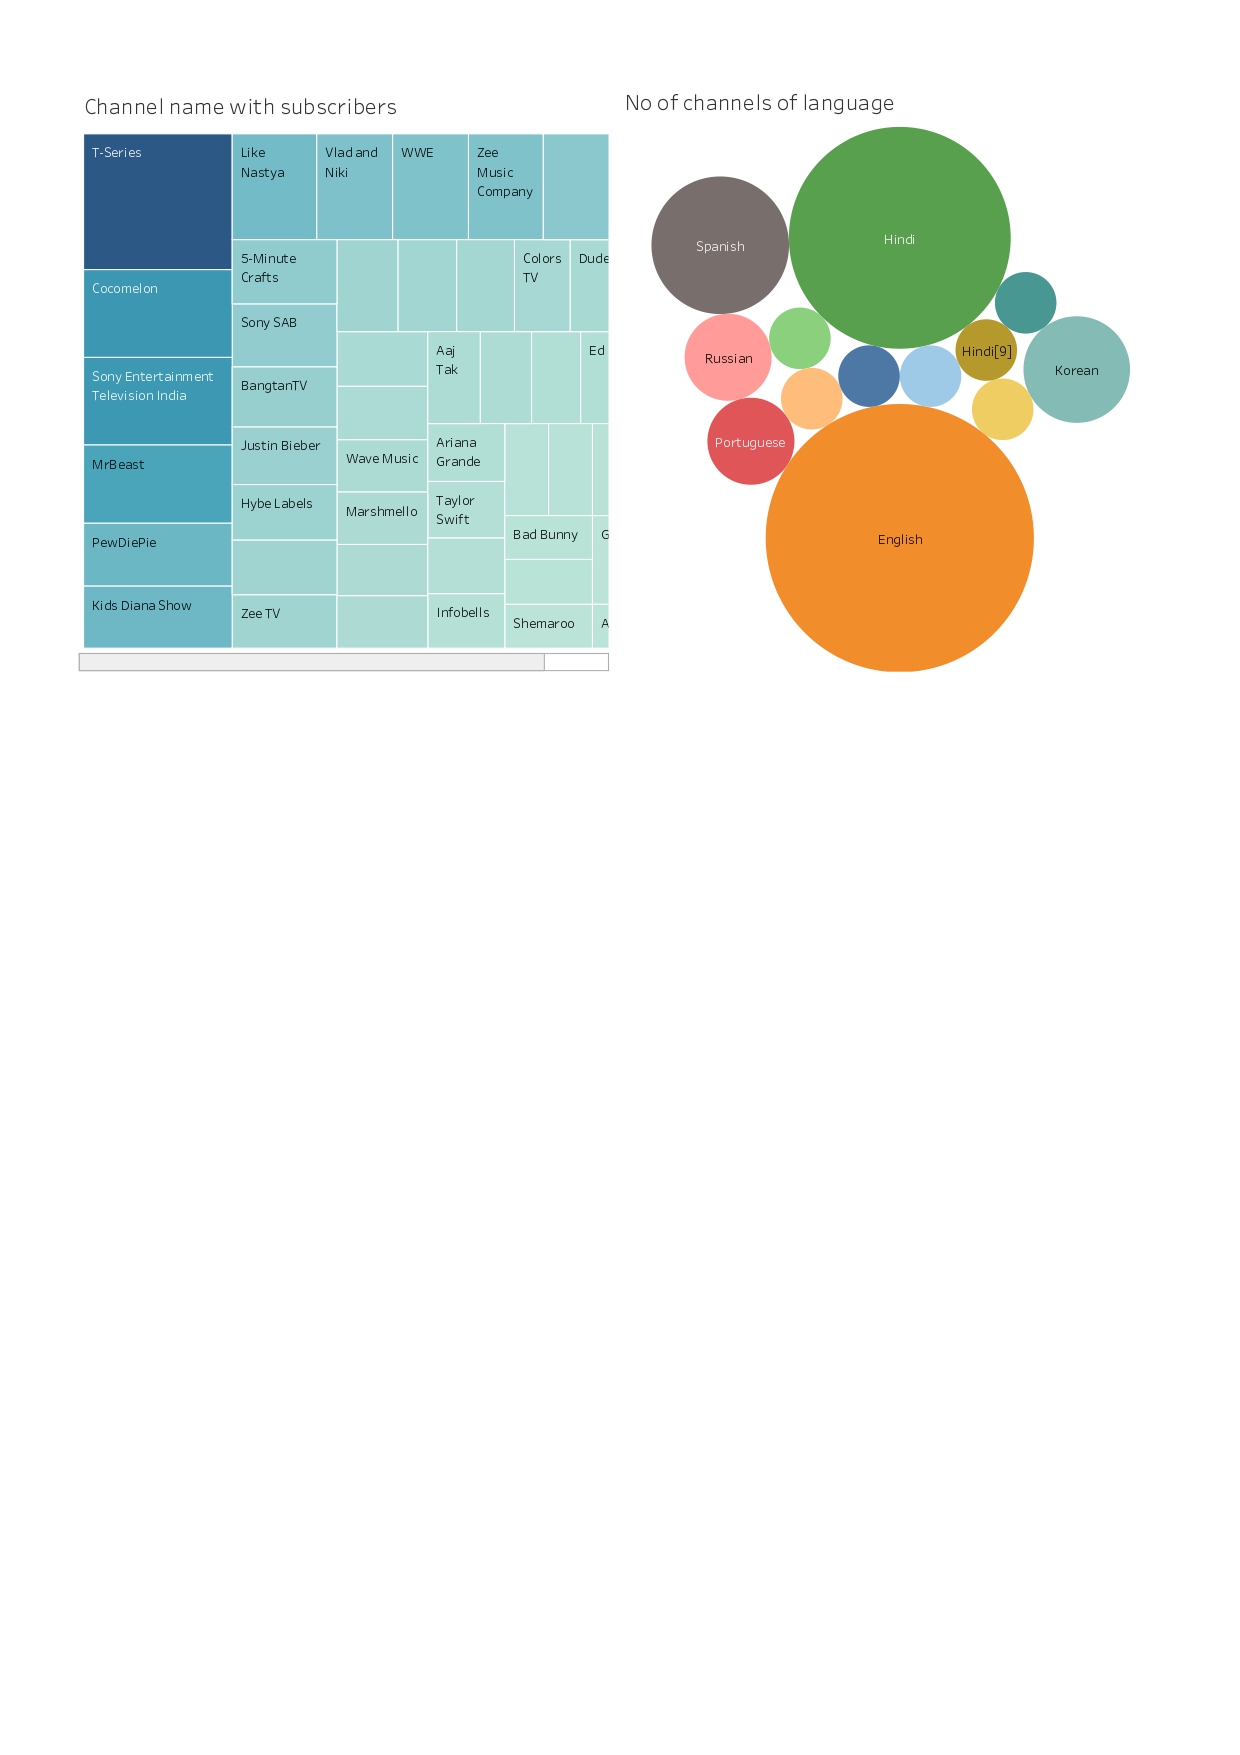 Channel name with subscribers
T-Series
Cocomelon
Sony Entertainment
Television India
MrBeast
PewDiePie
Kids Diana Show
Like
Nastya
Vlad and
Niki
WWE
Zee
Music
Company
5-Minute
Crafts
Sony SAB
BangtanTV
Justin Bieber
Hybe Labels
Zee TV
Colors
TV
Dude
Wave Music
Marshmello
Aaj
Tak
Ed
Ariana
Grande
Taylor
Swift
Infobells
Bad Bunny
G
Shemaroo
A
No of channels of language
Spanish
Hindi
Russian
Hindi[9]
Korean
Portuguese
English